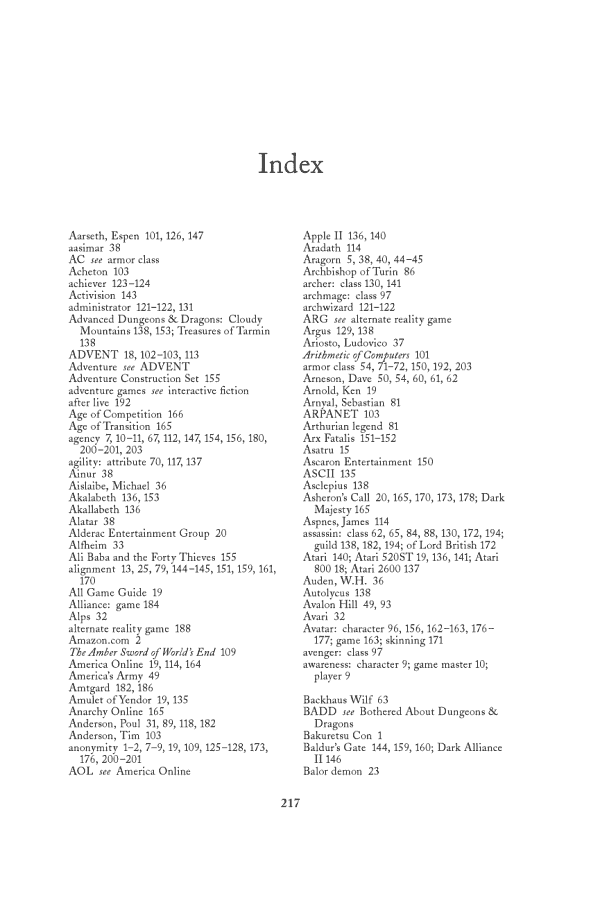 Index
Aarseth, Espen 101, 126, 147
aasimar 38
AC see armor class
Acheton 103
achiever 123–124
Activision 143
administrator 121–122, 131
Advanced Dungeons & Dragons: Cloudy
Mountains 138, 153; Treasures of Tarmin
138
ADVENT 18, 102–103, 113
Adventure see ADVENT
Adventure Construction Set 155
adventure games see interactive fiction
after live 192
Age of Competition 166
Age of Transition 165
agency 7, 10–11, 67, 112, 147, 154, 156, 180,
200–201, 203
agility: attribute 70, 117, 137
Ainur 38
Aislaibe, Michael 36
Akalabeth 136, 153
Akallabeth 136
Alatar 38
Alderac Entertainment Group 20
Alfheim 33
Ali Baba and the Forty Thieves 155
alignment 13, 25, 79, 144–145, 151, 159, 161,
170
All Game Guide 19
Alliance: game 184
Alps 32
alternate reality game 188
Amazon.com 2
The Amber Sword of World's End 109
America Online 19, 114, 164
America's Army 49
Amtgard 182, 186
Amulet of Yendor 19, 135
Anarchy Online 165
Anderson, Poul 31, 89, 118, 182
Anderson, Tim 103
anonymity 1–2, 7–9, 19, 109, 125–128, 173,
176, 200–201
AOL see America Online
Apple II 136, 140
Aradath 114
Aragorn 5, 38, 40, 44–45
Archbishop of Turin 86
archer: class 130, 141
archmage: class 97
archwizard 121–122
ARG see alternate reality game
Argus 129, 138
Ariosto, Ludovico 37
Arithmetic of Computers 101
armor class 54, 71–72, 150, 192, 203
Arneson, Dave 50, 54, 60, 61, 62
Arnold, Ken 19
Arnyal, Sebastian 81
ARPANET 103
Arthurian legend 81
Arx Fatalis 151–152
Asatru 15
Ascaron Entertainment 150
ASCII 135
Asclepius 138
Asheron's Call 20, 165, 170, 173, 178; Dark
Majesty 165
Aspnes, James 114
assassin: class 62, 65, 84, 88, 130, 172, 194;
guild 138, 182, 194; of Lord British 172
Atari 140; Atari 520ST 19, 136, 141; Atari
800 18; Atari 2600 137
Auden, W.H. 36
Autolycus 138
Avalon Hill 49, 93
Avari 32
Avatar: character 96, 156, 162–163, 176–
177; game 163; skinning 171
avenger: class 97
awareness: character 9; game master 10;
player 9
Backhaus Wilf 63
BADD see Bothered About Dungeons &
Dragons
Bakuretsu Con 1
Baldur's Gate 144, 159, 160; Dark Alliance
II 146
Balor demon 23
217